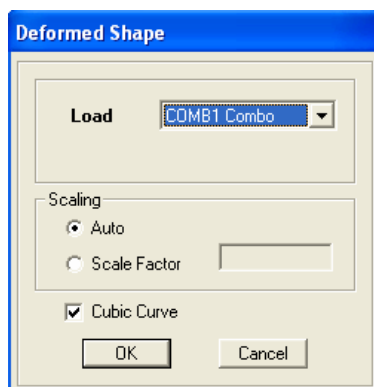 Deformed Shape
Load COMB1 Combo
Scaling
Auto
Scale Factor
Cubic Curve
OK Cancel